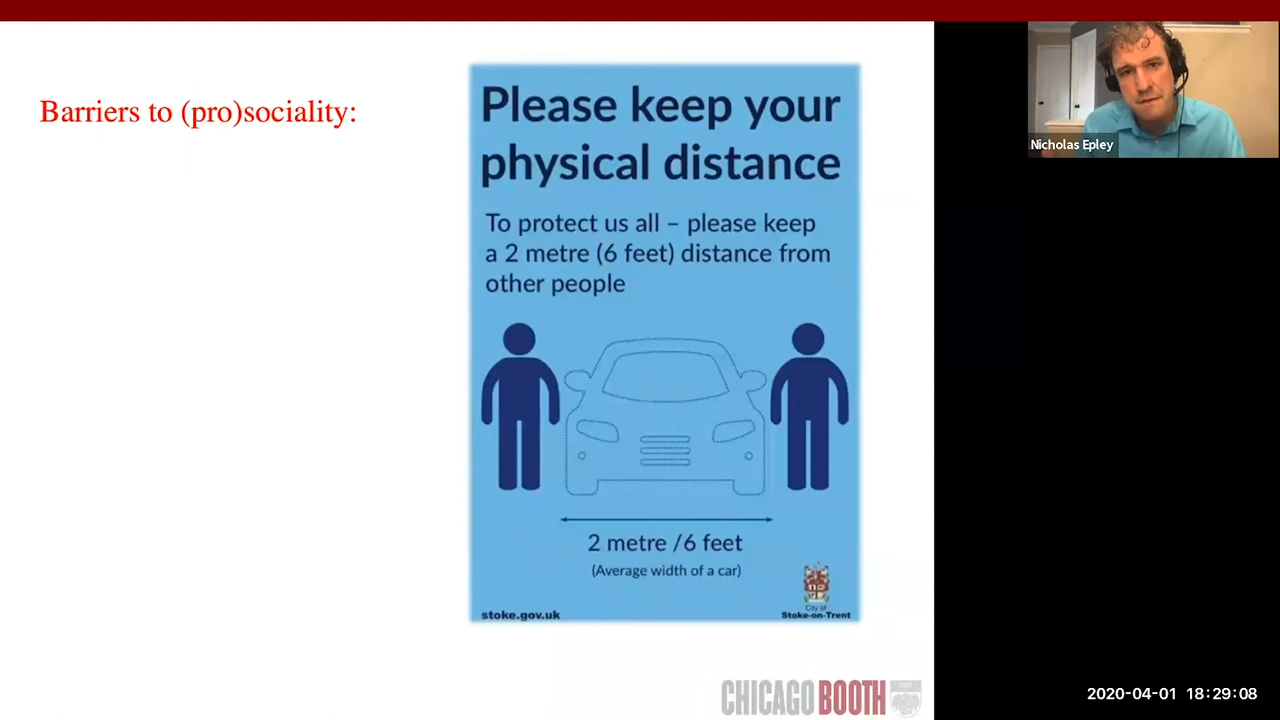 Barriers to (pro)sociality:
Please keep your
physical distance
To protect us all – please keep
a 2 metre (6 feet) distance from
other people
2 metre /6 feet
(Average width of a car)
stoke.gov.uk
City of
Stoke-on-Trent
CHICAGO BOOTH
Nicholas Epley
2020-04-01 18:29:08